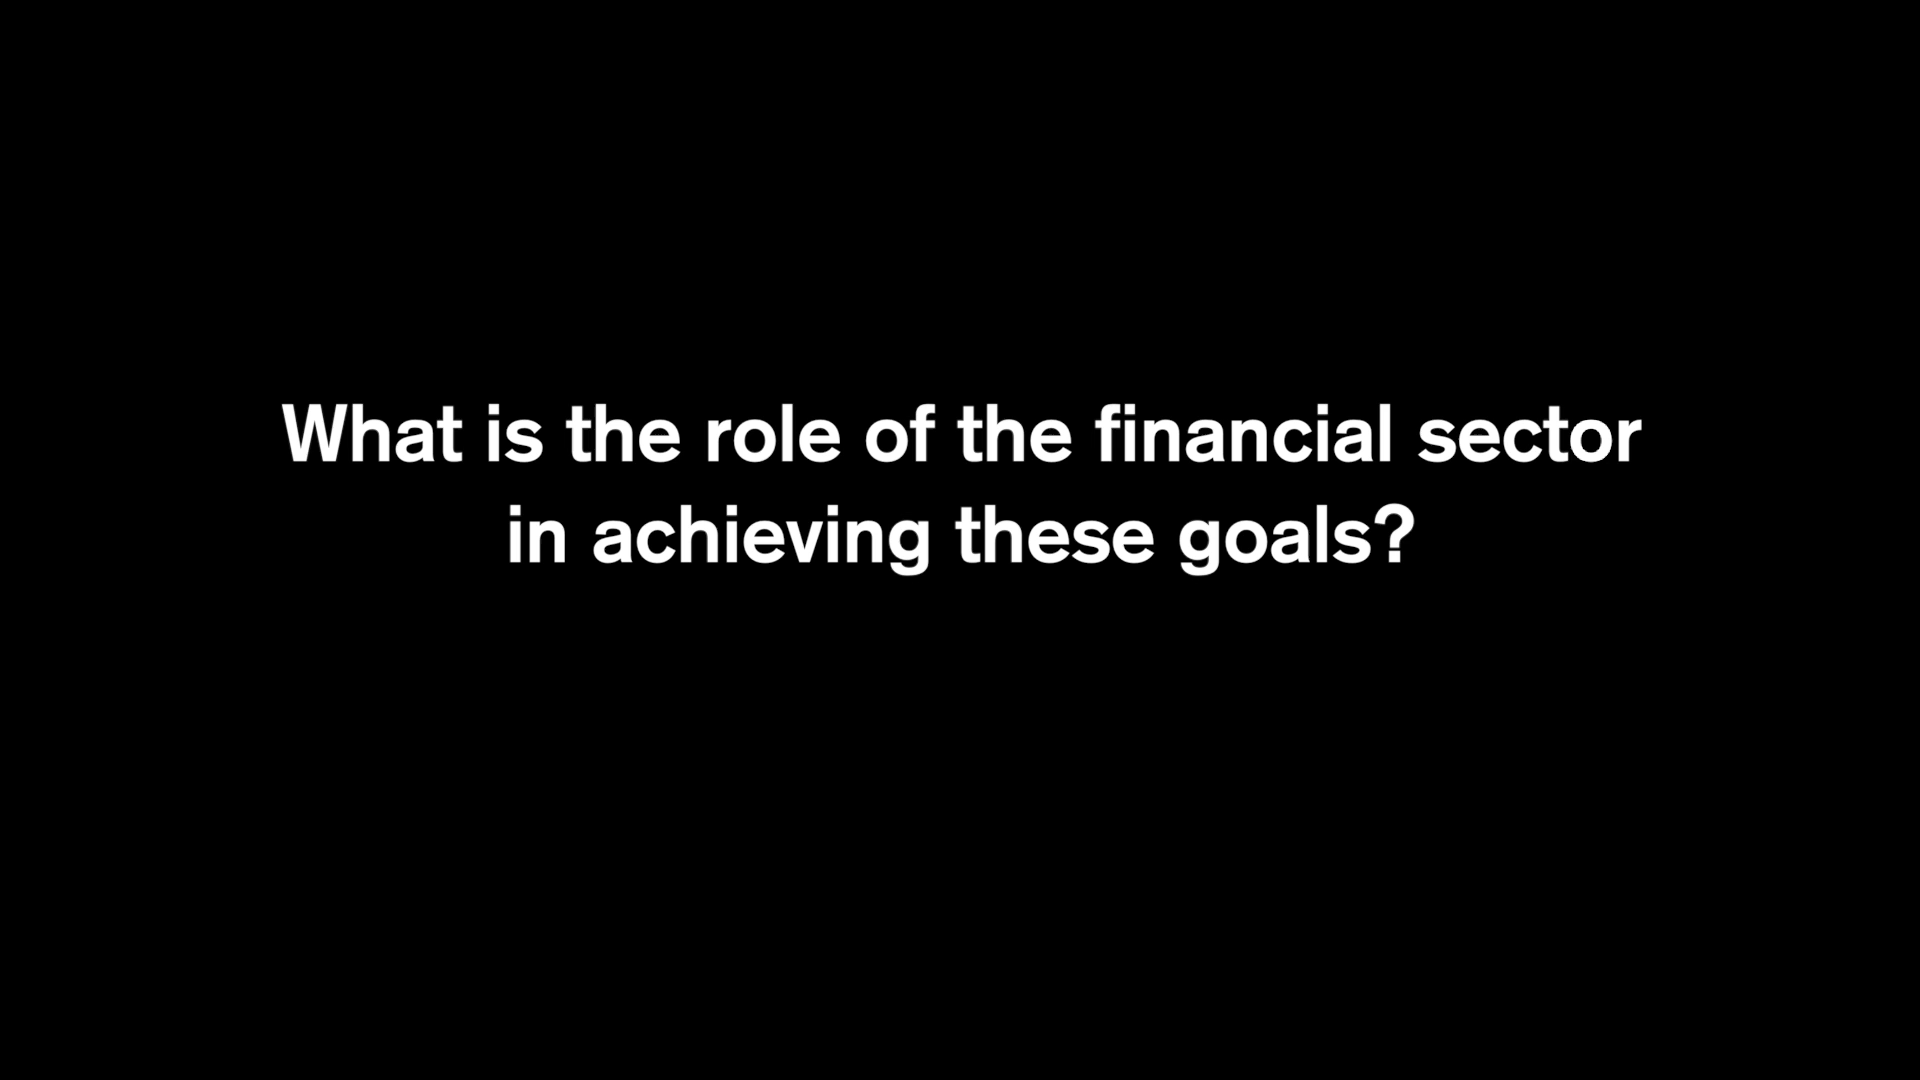 What is the role of the financial sector
in achieving these goals?